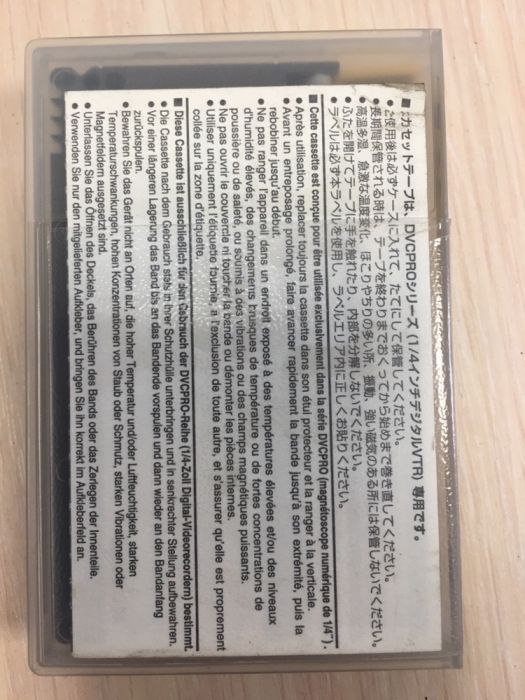 ■ 本カセットテープは、DVCPROシリーズ (1/4インチデジタルVTR) 専用です。
● ご使用後は必ずケースに入れて、たてにして保管してください。
● 長期間保管される時は、テープを終わりまでおくってから始めまで巻き直してください。
● 高温多湿、急激な温度変化、ほこりやちりの多い所、振動、強い磁気のある所には保管しないでください。
● ふたを開けてテープに手を触れたり、内部を分解しないでください。
● ラベルは必ず本ラベルを使用し、ラベルエリア内に正しくお貼りください。
■ Cette cassette est conçue pour être utilisée exclusivement dans la série DVCPRO (magnétoscope numérique de 1/4").
● Après utilisation, replacer toujours la cassette dans son étui protecteur et la ranger à la verticale.
● Avant un entreposage prolongé, faire avancer rapidement la bande jusqu'à son extrémité, puis la
rebobiner jusqu'au début.
● Ne pas ranger l'appareil dans un endroit exposé à des températures élevées et/ou des niveaux
d'humidité élevés, des changements brusques de température ou de fortes concentrations de
poussière ou de saletés, ou soumis à des vibrations ou des champs magnétiques puissants.
● Ne pas ouvrir le couvercle ni toucher la bande ou démonter les pièces internes.
● Utiliser uniquement l'étiquette fournie, à l'exclusion de toute autre, et s'assurer qu'elle est proprement
collée sur la zone d'étiquette.
■ Diese Cassette ist ausschließlich für den Gebrauch der DVCPRO-Reihe (1/4-Zoll Digital-Videorecordern) bestimmt.
● Die Cassette nach dem Gebrauch stets in ihrer Schutzhülle unterbringen und in senkrechter Stellung aufbewahren.
● Vor einer längeren Lagerung das Band bis an das Bandende vorspulen und dann wieder an den Bandanfang
zurückspulen.
● Bewahren Sie das Gerät nicht an Orten auf, die hoher Temperatur und/oder Luftfeuchtigkeit, starken
Temperaturschwankungen, hohen Konzentrationen von Staub oder Schmutz, starken Vibrationen oder
Magnetfeldern ausgesetzt sind.
● Unterlassen Sie das Öffnen des Deckels, das Berühren des Bands oder das Zerlegen der Innenteile.
● Verwenden Sie nur den mitgelieferten Aufkleber, und bringen Sie ihn korrekt im Aufkleberfeld an.